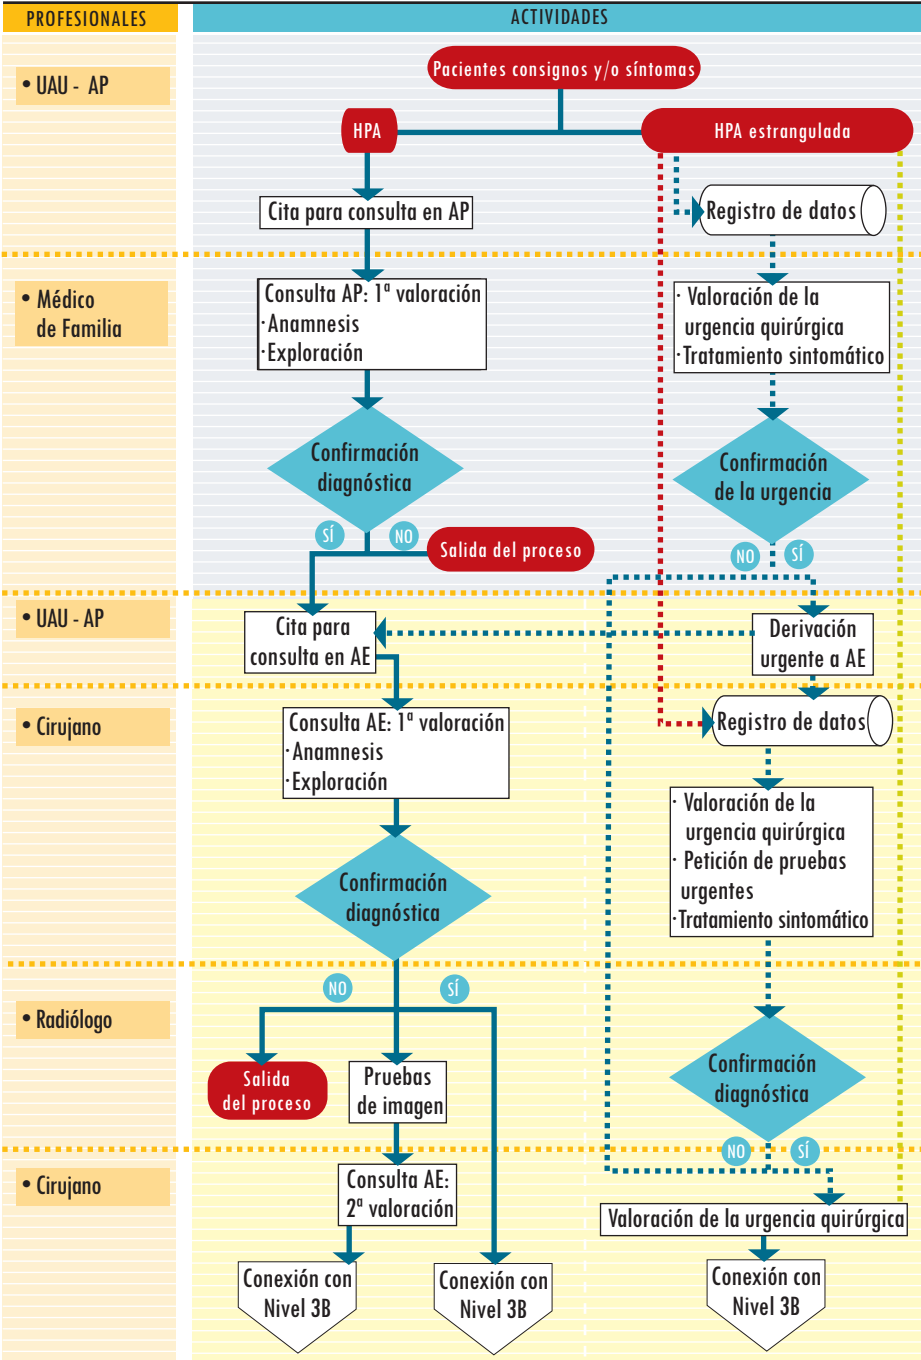 PROFESIONALES
ACTIVIDADES
• UAU - AP
Pacientes consignos y/o síntomas
HPA
HPA estrangulada
Cita para consulta en AP
Registro de datos
• Médico
de Familia
Consulta AP: 1ª valoración
·Anamnesis
·Exploración
· Valoración de la
urgencia quirúrgica
·Tratamiento sintomático
Confirmación
diagnóstica
Confirmación
de la urgencia
SÍ
NO
Salida del proceso
NO
SÍ
• UAU - AP
Cita para
consulta en AE
Derivación
urgente a AE
• Cirujano
Consulta AE: 1ª valoración
·Anamnesis
·Exploración
Registro de datos
· Valoración de la
urgencia quirúrgica
· Petición de pruebas
urgentes
·Tratamiento sintomático
Confirmación
diagnóstica
• Radiólogo
NO
SÍ
Salida
del proceso
Pruebas
de imagen
Confirmación
diagnóstica
NO
SÍ
• Cirujano
Consulta AE:
2ª valoración
Valoración de la urgencia quirúrgica
Conexión con
Nivel 3B
Conexión con
Nivel 3B
Conexión con
Nivel 3B